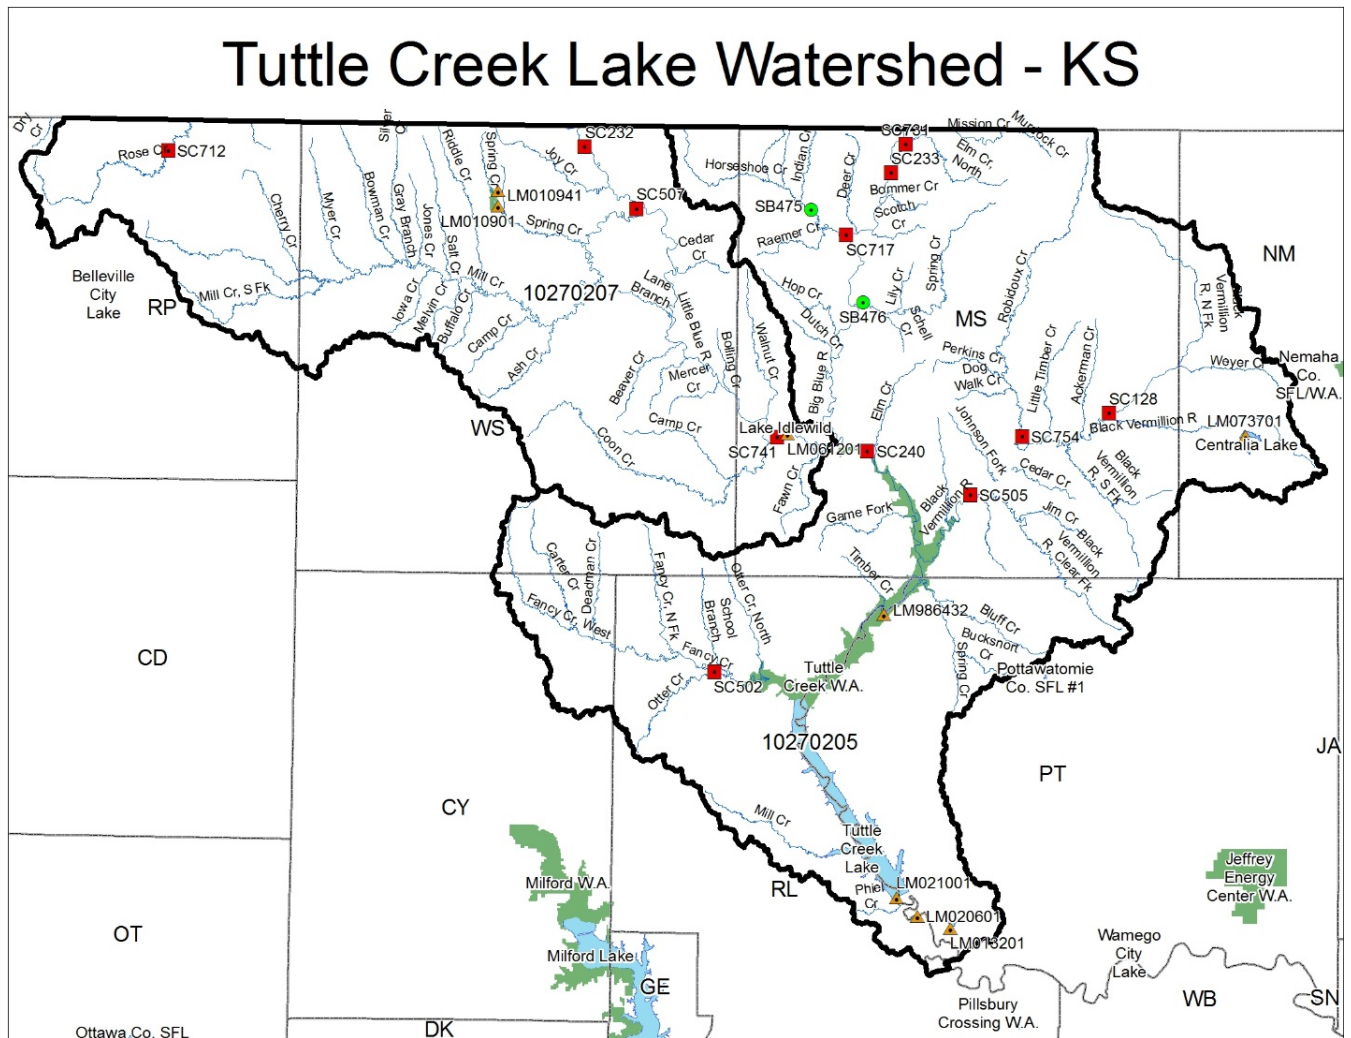 Tuttle Creek Lake Watershed - KS
Dry
Cr
Rose Cr
SC712
Silver
Cr
Riddle Cr
Spring Cr
Joy Cr
SC232
Horseshoe Cr
Indian Cr
Deer Cr
SC731
SC233
Mission Cr
Murdock Cr
Elm Cr,
North
Bommer Cr
Scotch
Cr
LM010941
LM010901
SC507
SB475
Raemer Cr
SC717
Cherry Cr
Myer Cr
Bowman Cr
Gray Branch
Jones Cr
Salt Cr
Spring Cr
Cedar
Cr
Belleville
City
Lake
RP
Mill Cr, S Fk
Iowa Cr
Melvin Cr
Buffalo Cr
Mill Cr
Camp Cr
Ash Cr
10270207
Lane
Branch
Little Blue R
Bolling Cr
Walnut Cr
Hop Cr
Dutch Cr
Big Blue R
SB476
Lily Cr
Spring Cr
Schell
Cr
MS
Robidoux Cr
NM
Black
Vermillion
R, N Fk
Weyer Cr
Nemaha
Co.
SFL/W.A.
Beaver Cr
Mercer
Cr
Camp Cr
Coon Cr
WS
Perkins Cr
Dog
Walk Cr
Little Timber Cr
Ackerman Cr
Elm Cr
Johnson Fork
SC128
Black Vermillion R
LM073701
Centralia Lake
Lake Idlewild
SC741
LM061201
SC240
SC754
Fawn Cr
Black
Vermillion R
SC505
Cedar Cr
Black
Vermillion
R, S Fk
Game Fork
Jim Cr
Black
Vermillion
R, Clear Fk
Carter Cr
Deadman Cr
Fancy Cr, West
Fancy Cr, N Fk
School
Branch
Otter Cr, North
Timber Cr
LM986432
Bluff Cr
Bucksnort
Cr
Spring Cr
Fancy Cr
SC502
Otter Cr
Tuttle
Creek W.A.
Pottawatomie
Co. SFL #1
CD
10270205
PT
JA
CY
Mill Cr
Tuttle
Creek
Lake
RL
Phiel
Cr
LM021001
LM020601
LM013201
Jeffrey
Energy
Center W.A.
Milford W.A.
Milford Lake
OT
GE
Wamego
City
Lake
WB
SN
Pillsbury
Crossing W.A.
DK
Ottawa Co. SFL